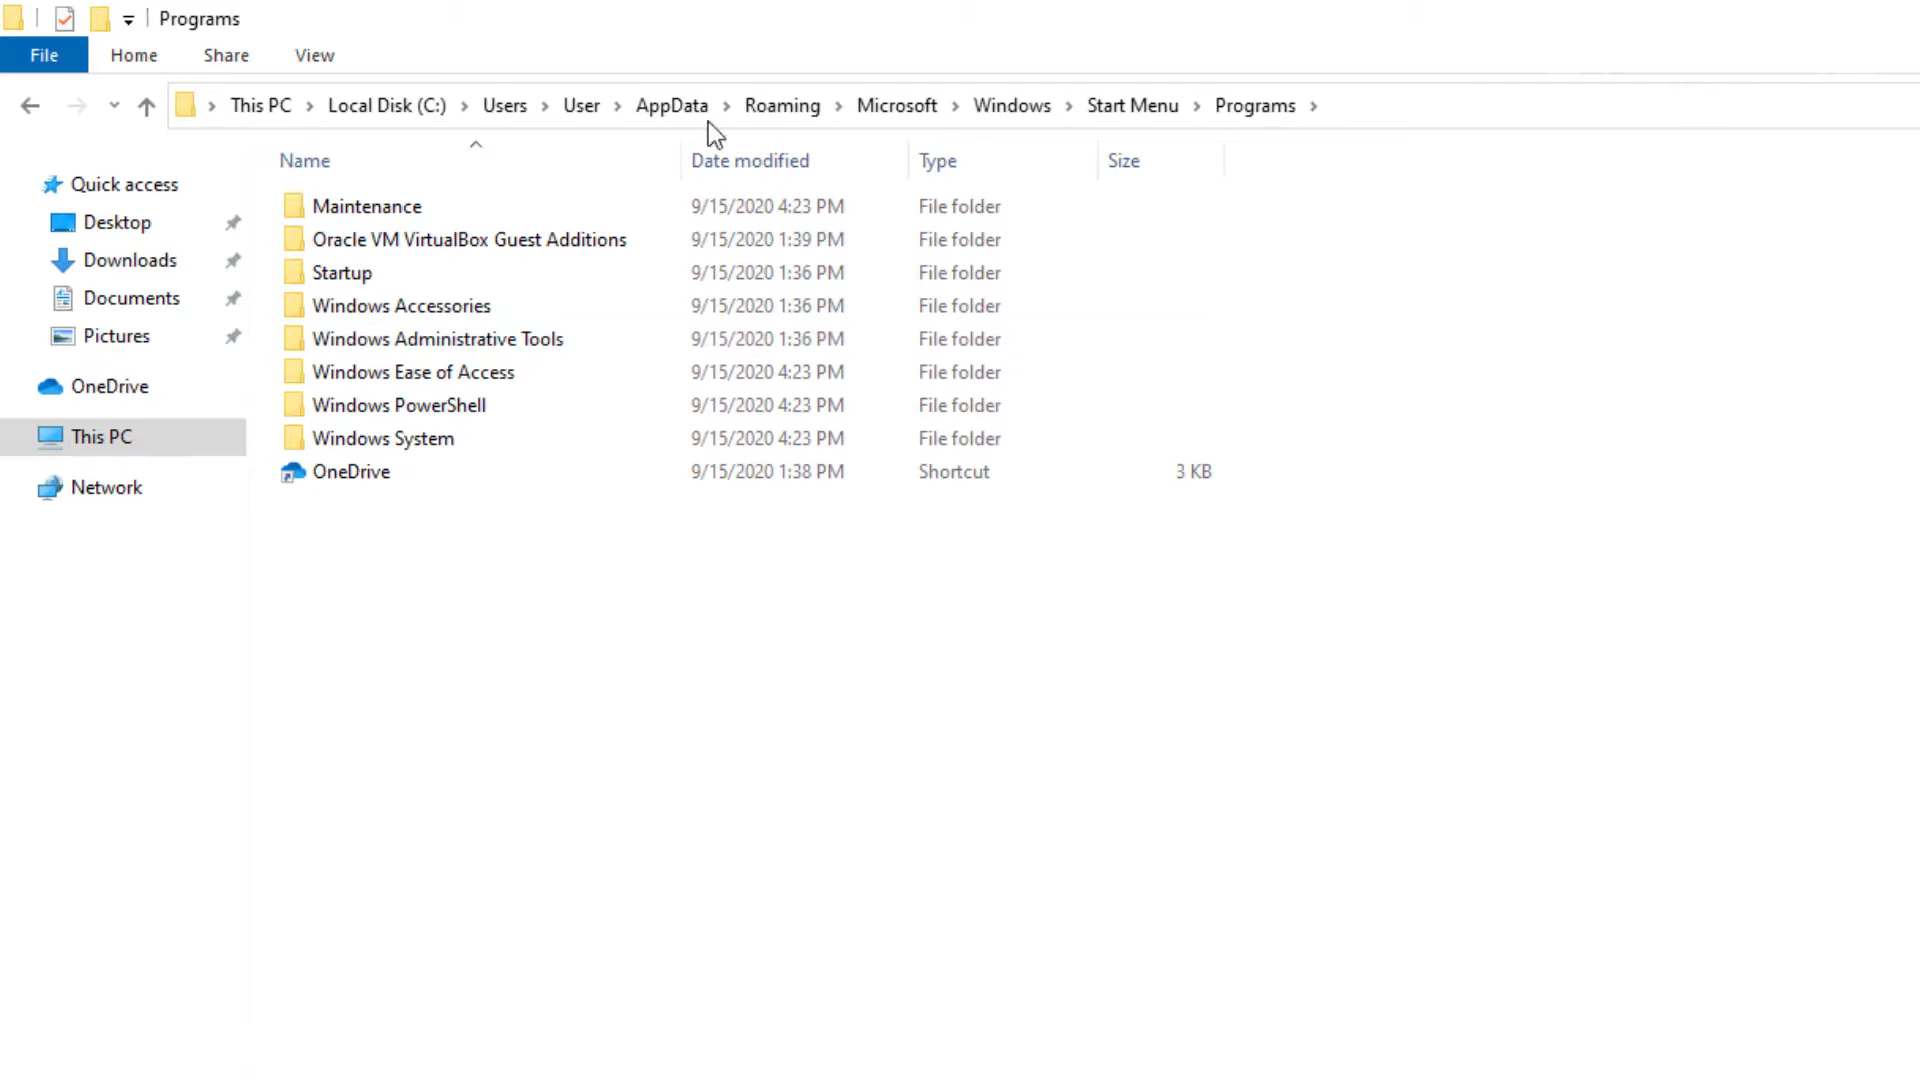 Programs
File Home Share View
This PC Local Disk (C:) Users User AppData Roaming Microsoft Windows Start Menu Programs
Name Date modified Type Size
Quick access
Desktop
Downloads
Documents
Pictures
OneDrive
This PC
Network
Maintenance 9/15/2020 4:23 PM File folder
Oracle VM VirtualBox Guest Additions 9/15/2020 1:39 PM File folder
Startup 9/15/2020 1:36 PM File folder
Windows Accessories 9/15/2020 1:36 PM File folder
Windows Administrative Tools 9/15/2020 1:36 PM File folder
Windows Ease of Access 9/15/2020 4:23 PM File folder
Windows PowerShell 9/15/2020 4:23 PM File folder
Windows System 9/15/2020 4:23 PM File folder
OneDrive 9/15/2020 1:38 PM Shortcut 3 KB